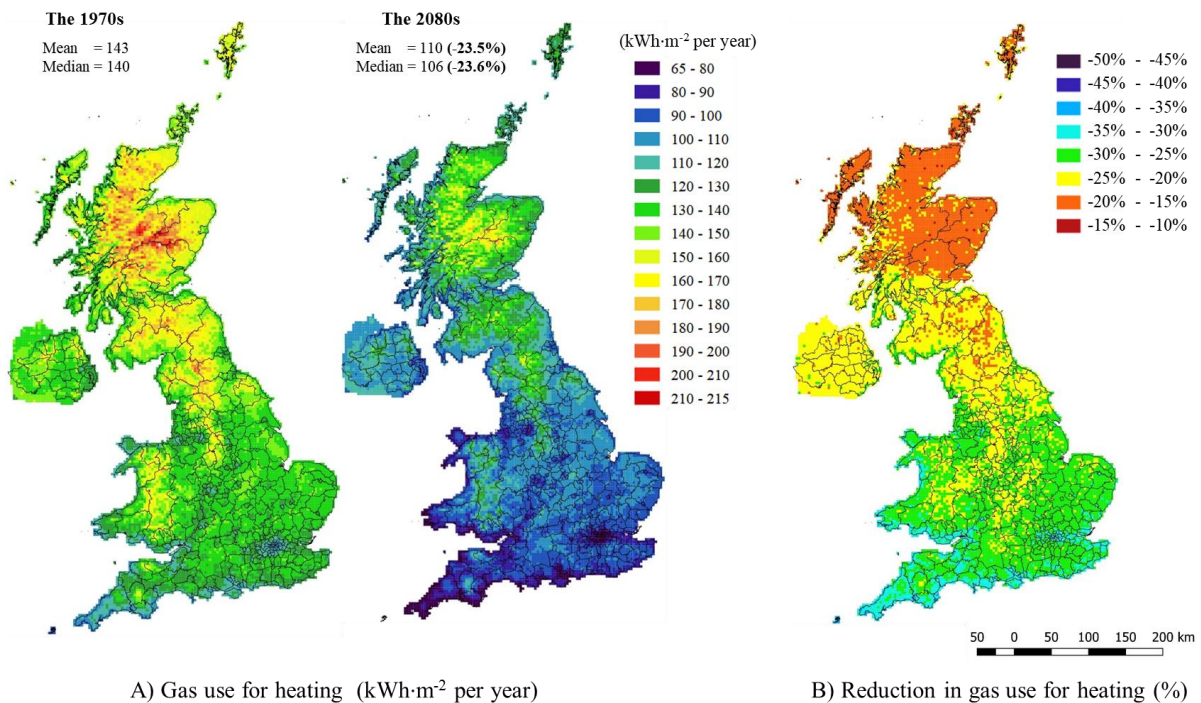 The 1970s
Mean = 143
Median = 140
The 2080s
Mean = 110 (-23.5%)
Median = 106 (-23.6%)
(kWh·m-2 per year)
65 - 80
80 - 90
90 - 100
100 - 110
110 - 120
120 - 130
130 - 140
140 - 150
150 - 160
160 - 170
170 - 180
180 - 190
190 - 200
200 - 210
210 - 215
-50% - -45%
-45% - -40%
-40% - -35%
-35% - -30%
-30% - -25%
-25% - -20%
-20% - -15%
-15% - -10%
50 0 50 100 150 200 km
A) Gas use for heating (kWh·m-2 per year)
B) Reduction in gas use for heating (%)